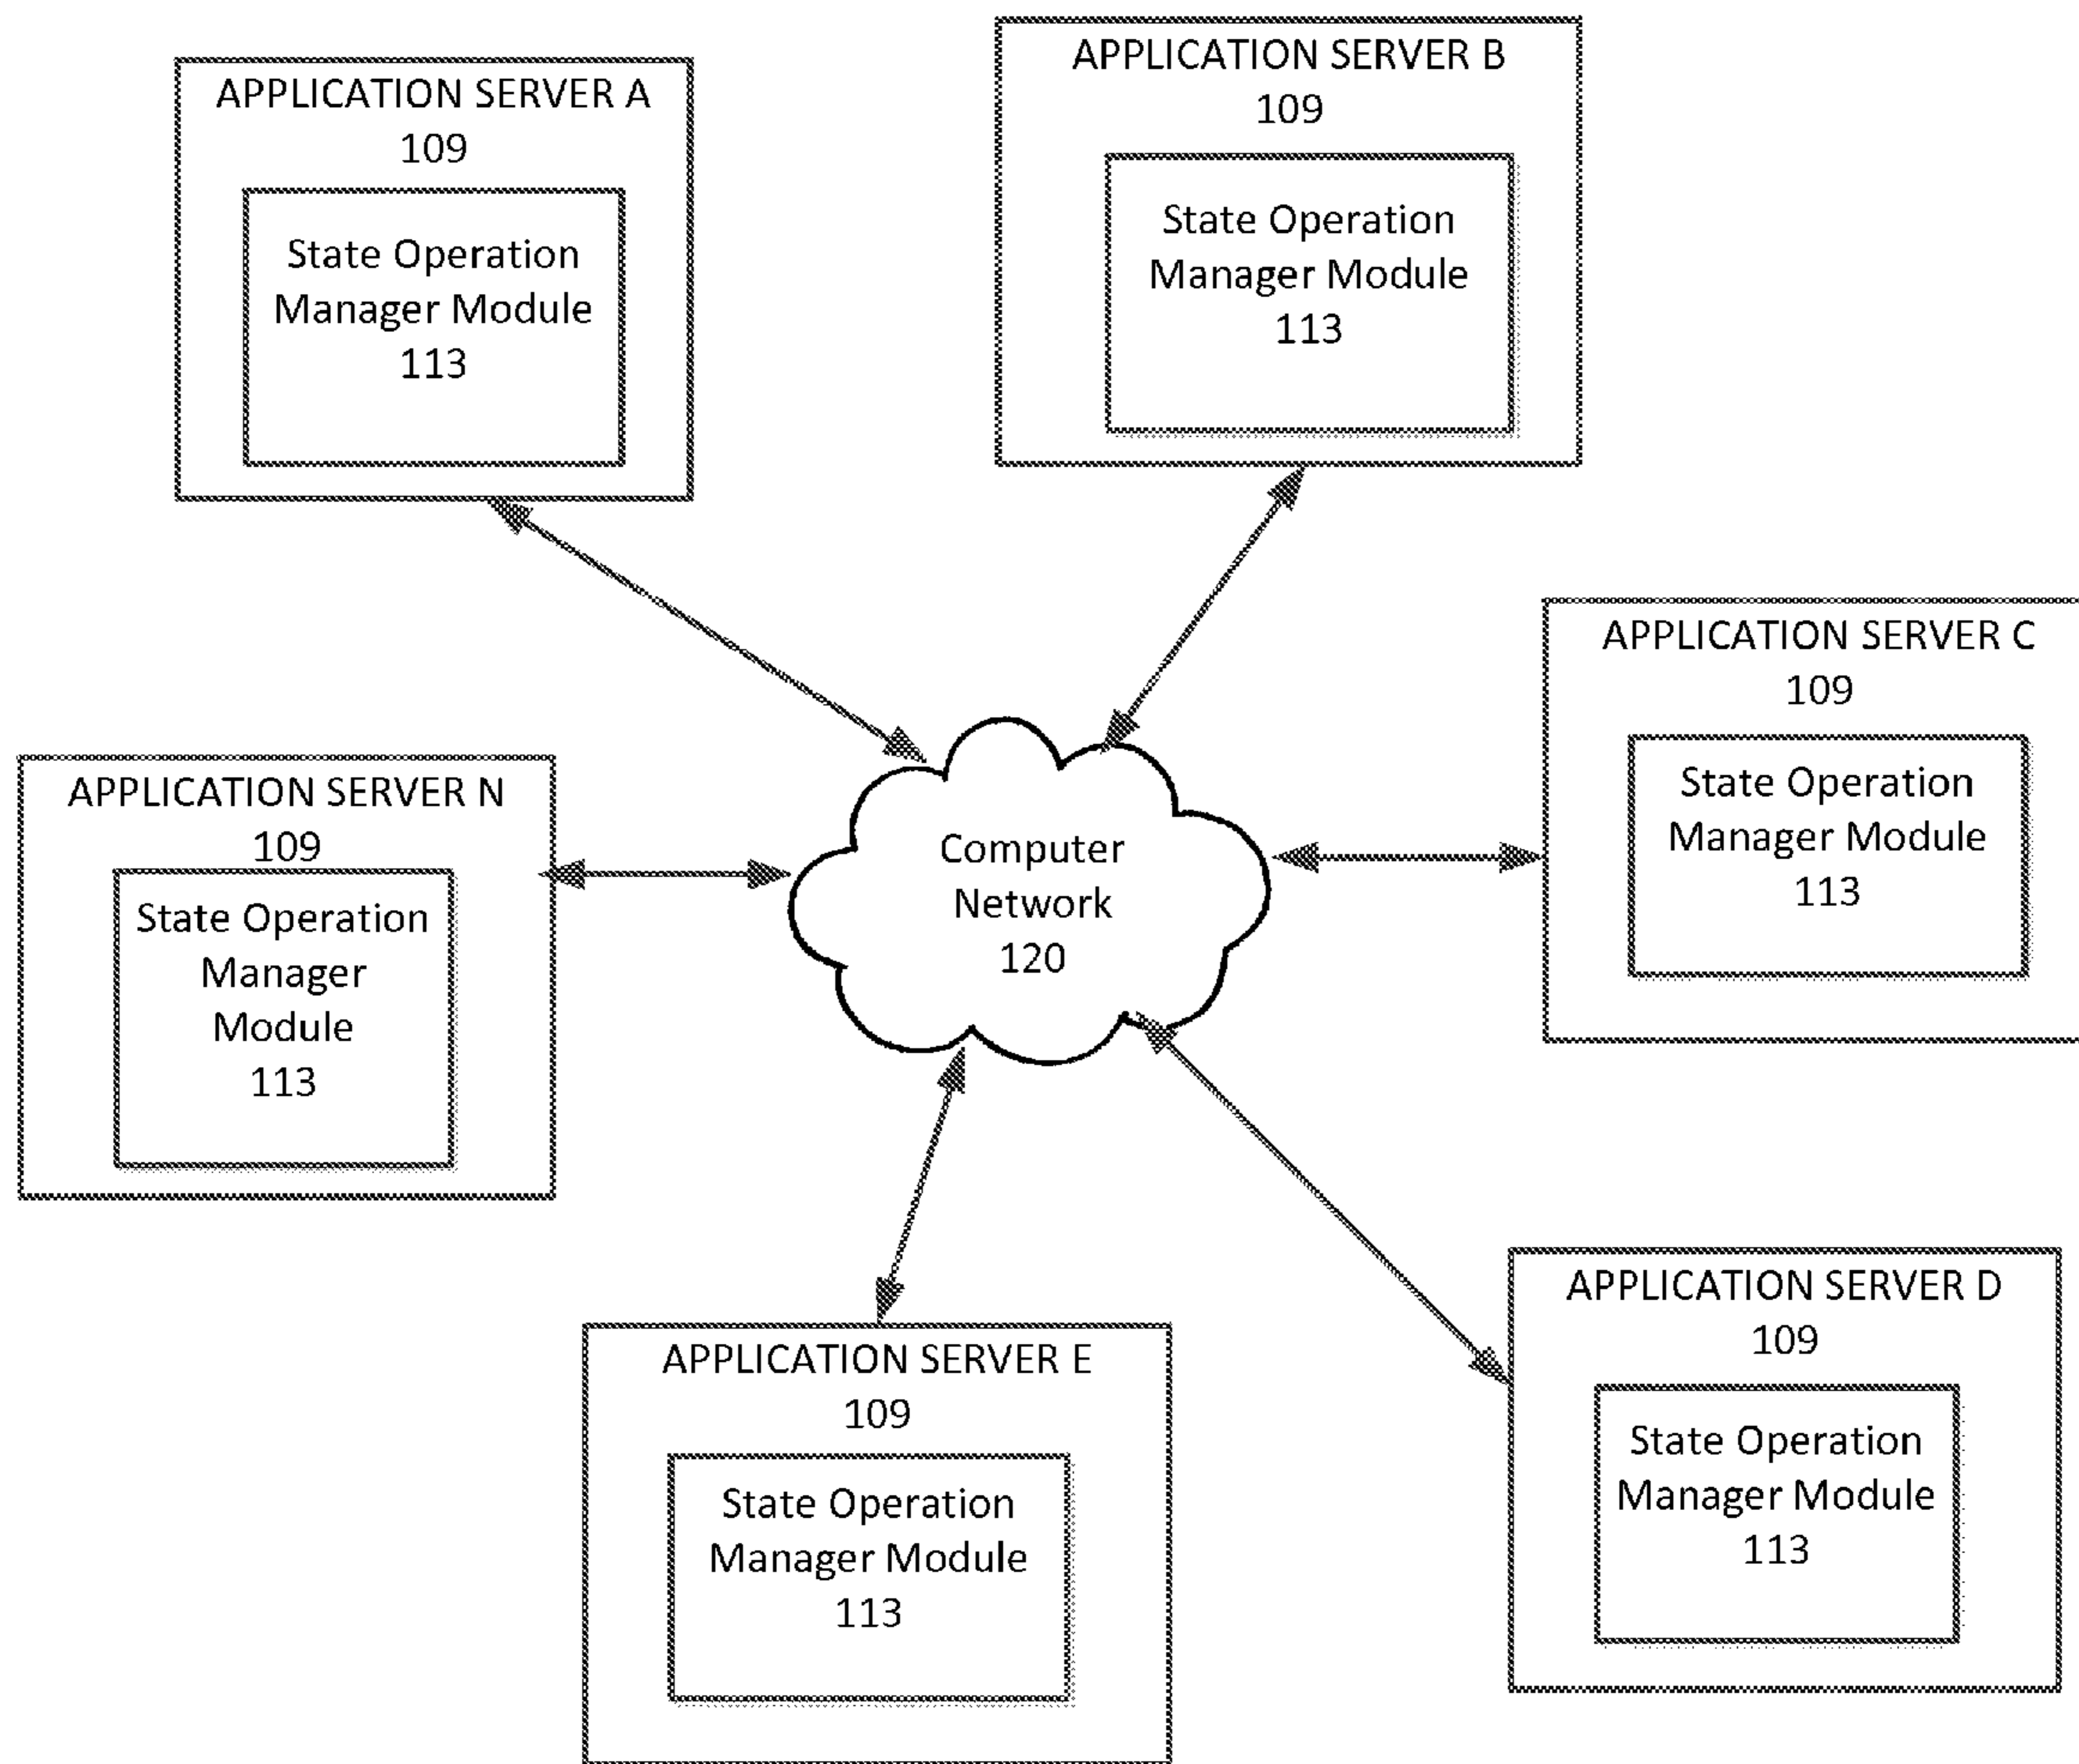 APPLICATION SERVER A
109
State Operation
Manager Module
113
APPLICATION SERVER B
109
State Operation
Manager Module
113
APPLICATION SERVER C
109
State Operation
Manager Module
113
APPLICATION SERVER N
109
State Operation
Manager
Module
113
Computer
Network
120
APPLICATION SERVER D
109
State Operation
Manager Module
113
APPLICATION SERVER E
109
State Operation
Manager Module
113